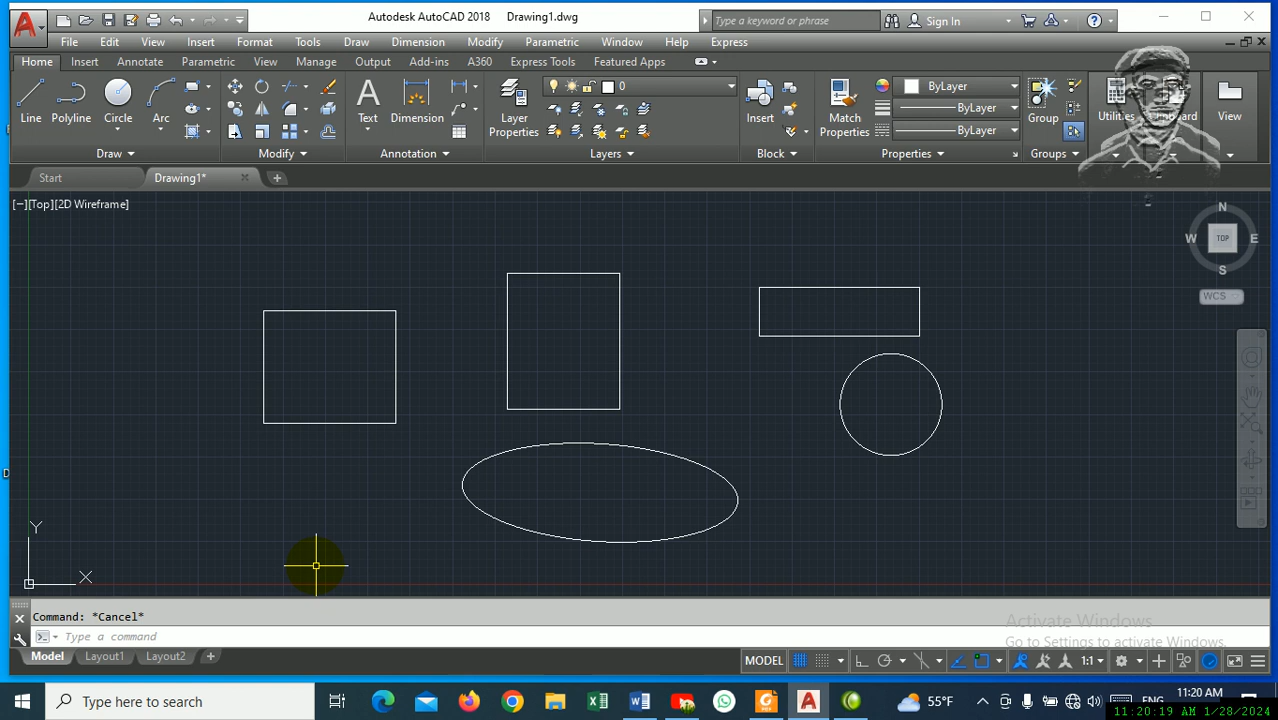 Autodesk AutoCAD 2018 Drawing1.dwg
Type a keyword or phrase
Sign In
File Edit View Insert Format Tools Draw Dimension Modify Parametric Window Help Express
Home Insert Annotate Parametric View Manage Output Add-ins A360 Express Tools Featured Apps
Line Polyline Circle Arc
Text Dimension
Layer Properties
0
Insert
Match Properties
ByLayer
ByLayer
ByLayer
Group
Utilities Clipboard View
Draw Modify Annotation Layers Block Properties Groups
Start Drawing1*
[−][Top][2D Wireframe]
N
W TOP E
S
WCS
Y
X
Command: *Cancel*
Type a command
Activate Windows
Go to Settings to activate Windows.
Model Layout1 Layout2
MODEL 1:1
Type here to search
55°F
ENG
11:20 AM
11:20:19 AM 1/28/2024